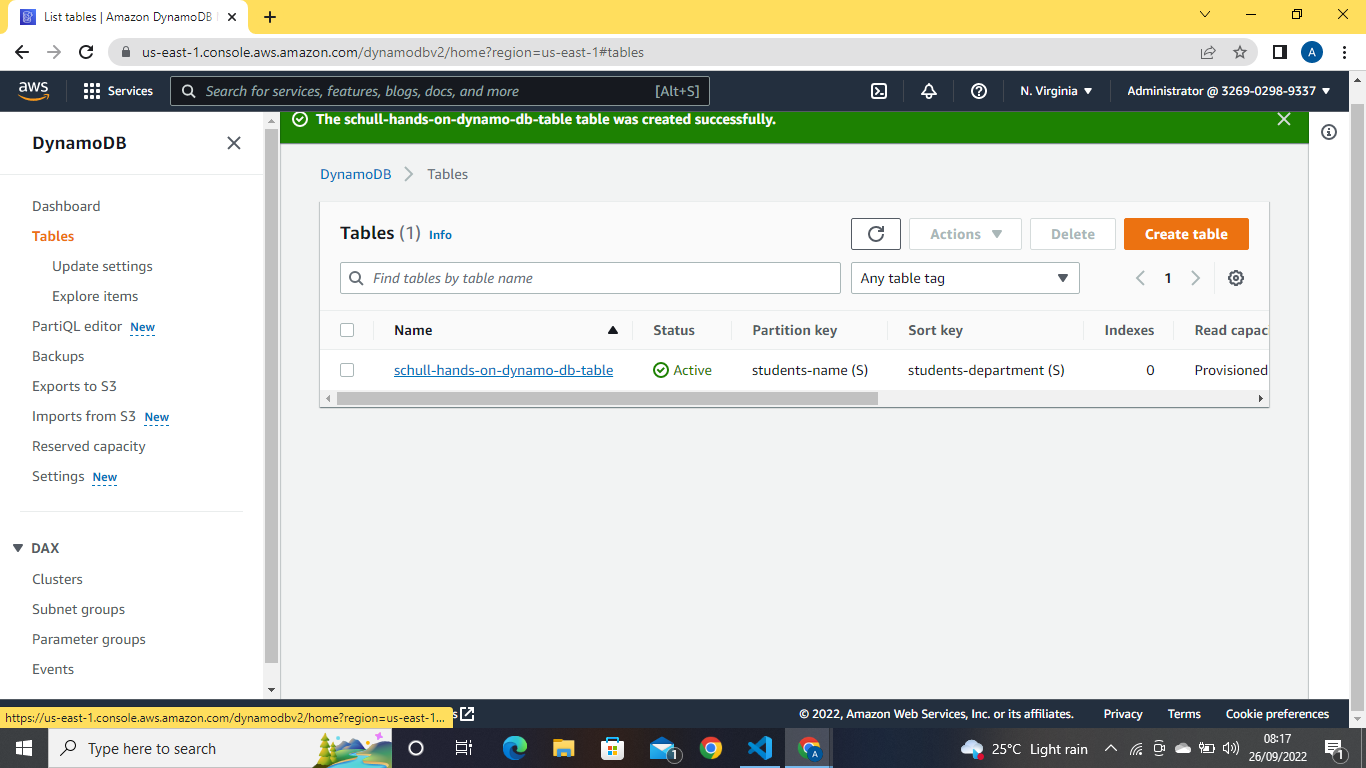 List tables | Amazon DynamoDB
us-east-1.console.aws.amazon.com/dynamodbv2/home?region=us-east-1#tables
A
aws
Services
Search for services, features, blogs, docs, and more
[Alt+S]
N. Virginia
Administrator @ 3269-0298-9337
The schull-hands-on-dynamo-db-table table was created successfully.
DynamoDB
Dashboard
Tables
Update settings
Explore items
PartiQL editor New
Backups
Exports to S3
Imports from S3 New
Reserved capacity
Settings New
DAX
Clusters
Subnet groups
Parameter groups
Events
DynamoDB > Tables
Tables (1) Info
Actions
Delete
Create table
Find tables by table name
Any table tag
1
Name Status Partition key Sort key Indexes Read capac
schull-hands-on-dynamo-db-table Active students-name (S) students-department (S) 0 Provisioned
https://us-east-1.console.aws.amazon.com/dynamodbv2/home?region=us-east-1...
© 2022, Amazon Web Services, Inc. or its affiliates. Privacy Terms Cookie preferences
Type here to search
1
A
25°C Light rain
08:17
26/09/2022
1